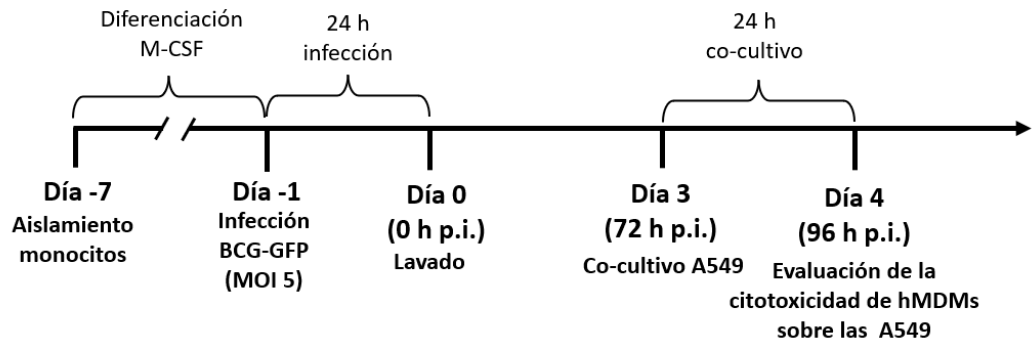 Diferenciación
M-CSF
24 h
infección
24 h
co-cultivo
Día -7
Aislamiento
monocitos
Día -1
Infección
BCG-GFP
(MOI 5)
Día 0
(0 h p.i.)
Lavado
Día 3
(72 h p.i.)
Co-cultivo A549
Día 4
(96 h p.i.)
Evaluación de la
citotoxicidad de hMDMs
sobre las A549